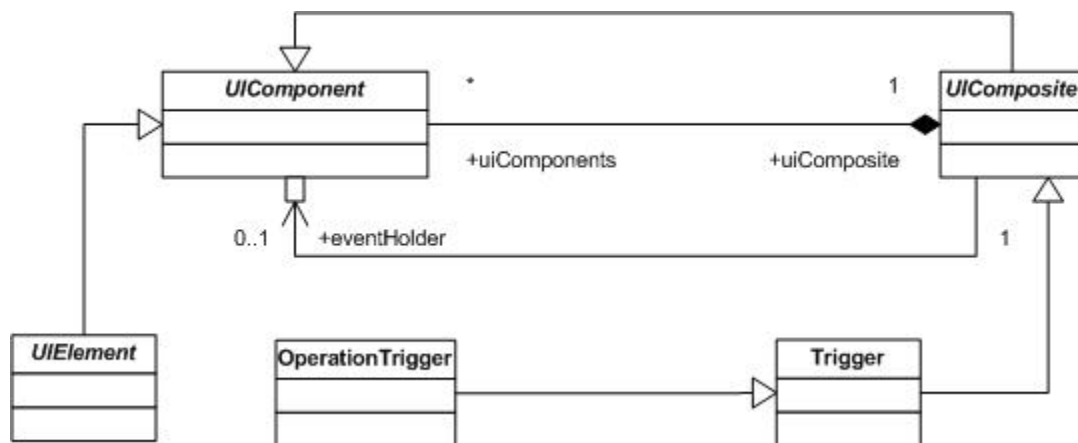 UIComponent
*
1
UIComposite
+uiComponents
+uiComposite
0..1
+eventHolder
1
UIElement
OperationTrigger
Trigger